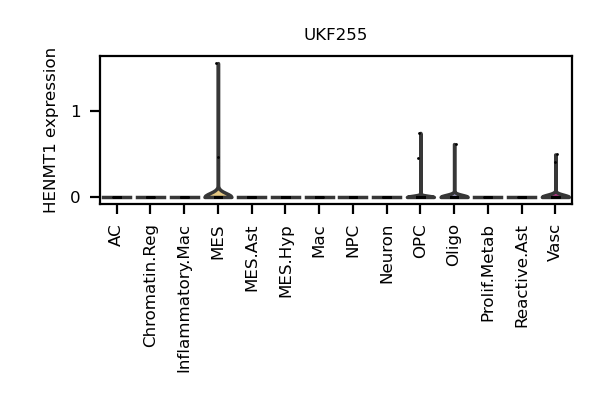 UKF255
HENMT1 expression
1
0
AC
Chromatin.Reg
Inflammatory.Mac
MES
MES.Ast
MES.Hyp
Mac
NPC
Neuron
OPC
Oligo
Prolif.Metab
Reactive.Ast
Vasc